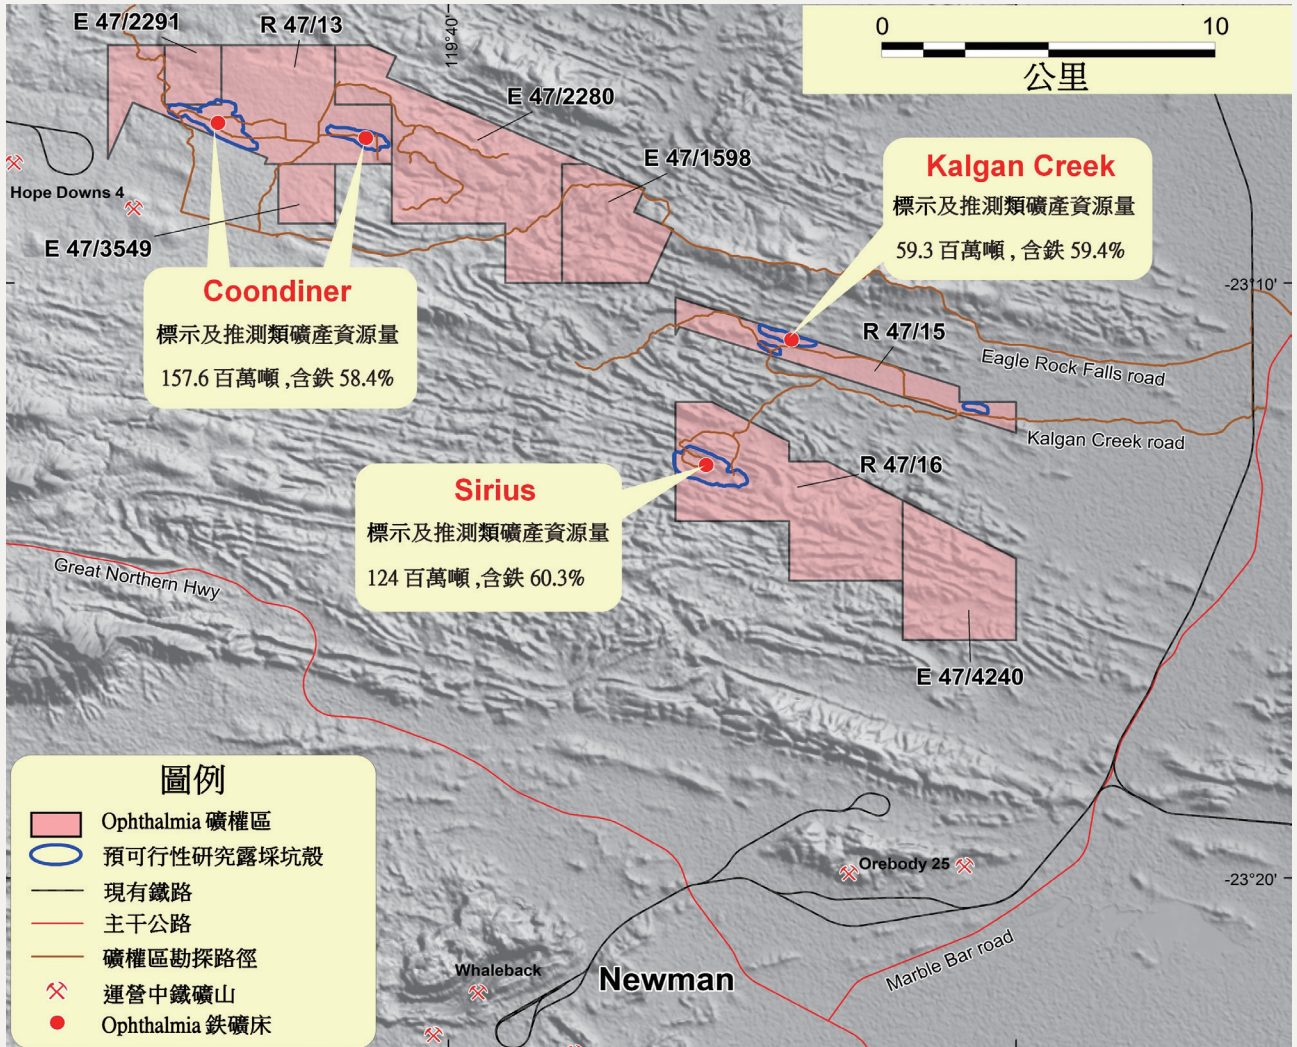 E 47/2291
R 47/13
119°40'
0
10
公里
E 47/2280
E 47/1598
Hope Downs 4
E 47/3549
Kalgan Creek
標示及推測類礦產資源量
59.3 百萬噸 , 含鉄 59.4%
Coondiner
標示及推測類礦產資源量
157.6 百萬噸 ,含鉄 58.4%
-23°10'
R 47/15
Eagle Rock Falls road
Kalgan Creek road
R 47/16
Sirius
標示及推測類礦產資源量
124 百萬噸 ,含鉄 60.3%
Great Northern Hwy
E 47/4240
圖例
Ophthalmia 礦權區
預可行性研究露採坑殼
現有鐵路
主干公路
礦權區勘探路徑
運營中鐵礦山
Ophthalmia 鉄礦床
Orebody 25
-23°20'
Marble Bar road
Whaleback
Newman